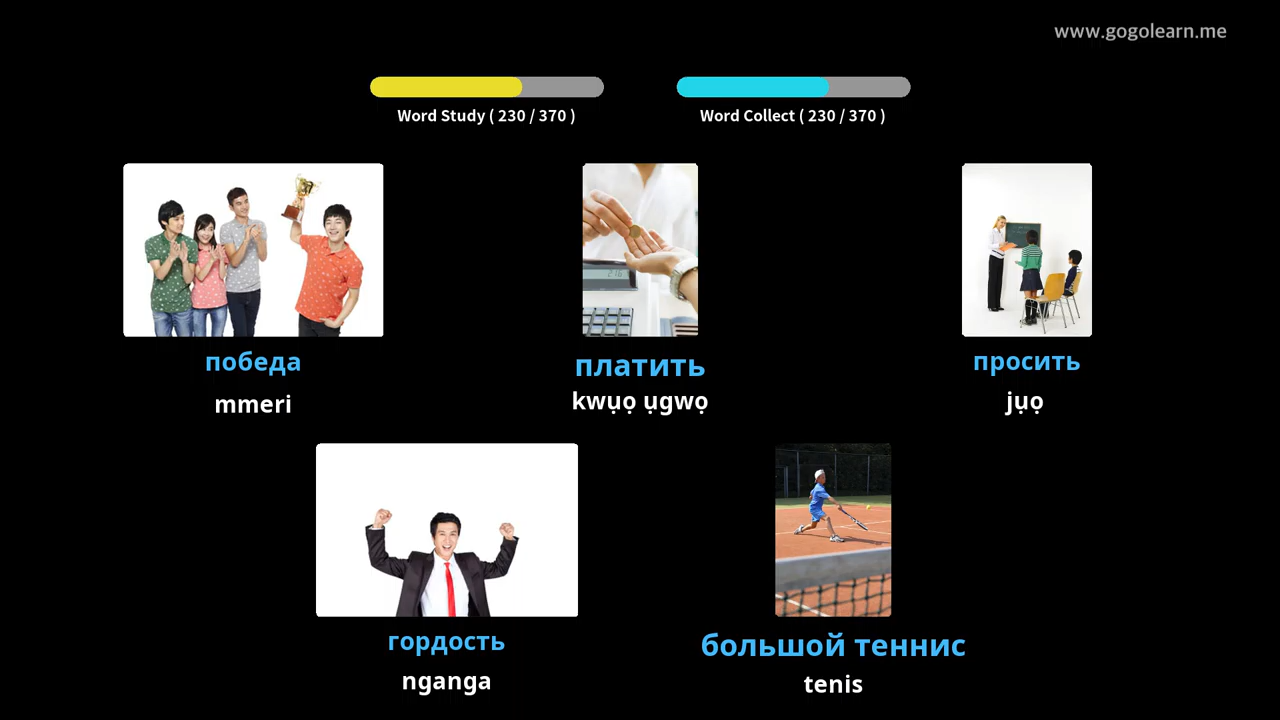 www.gogolearn.me
Word Study ( 230 / 370 )
Word Collect ( 230 / 370 )
победа
mmeri
платить
kwụọ ụgwọ
просить
jụọ
гордость
nganga
большой теннис
tenis